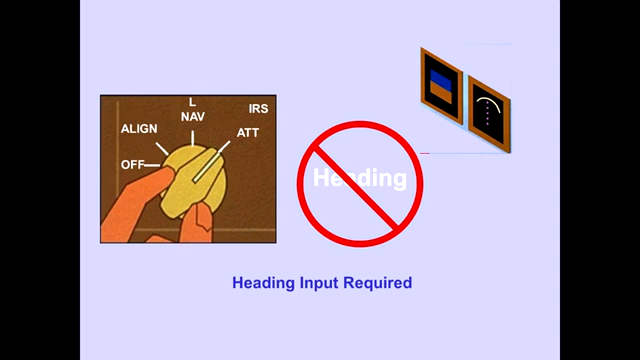 L
IRS
NAV
ALIGN
ATT
OFF
Heading
Heading Input Required